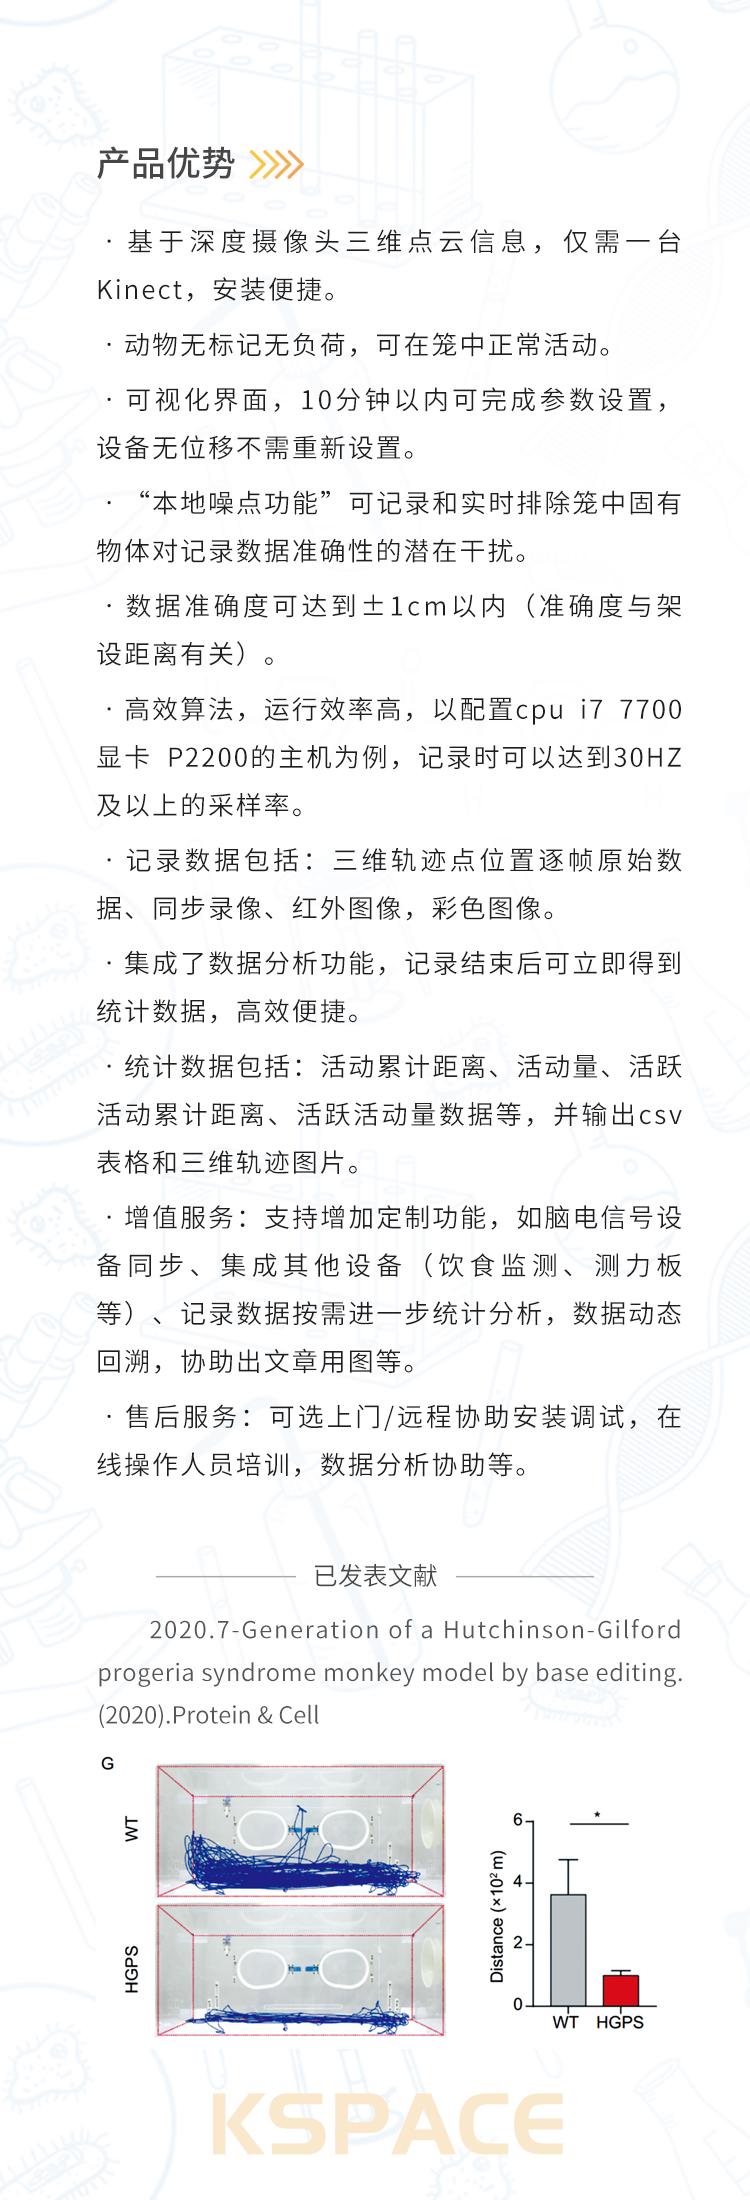 产品优势
· 基于深度摄像头三维点云信息，仅需一台
Kinect，安装便捷。
· 动物无标记无负荷，可在笼中正常活动。
· 可视化界面，10分钟以内可完成参数设置，
设备无位移不需重新设置。
· “本地噪点功能”可记录和实时排除笼中固有
物体对记录数据准确性的潜在干扰。
· 数据准确度可达到±1cm以内（准确度与架
设距离有关）。
· 高效算法，运行效率高，以配置cpu i7 7700
显卡 P2200的主机为例，记录时可以达到30HZ
及以上的采样率。
· 记录数据包括：三维轨迹点位置逐帧原始数
据、同步录像、红外图像，彩色图像。
· 集成了数据分析功能，记录结束后可立即得到
统计数据，高效便捷。
· 统计数据包括：活动累计距离、活动量、活跃
活动累计距离、活跃活动量数据等，并输出csv
表格和三维轨迹图片。
· 增值服务：支持增加定制功能，如脑电信号设
备同步、集成其他设备（饮食监测、测力板
等）、记录数据按需进一步统计分析，数据动态
回溯，协助出文章用图等。
· 售后服务：可选上门/远程协助安装调试，在
线操作人员培训，数据分析协助等。
已发表文献
2020.7-Generation of a Hutchinson-Gilford
progeria syndrome monkey model by base editing.
(2020).Protein & Cell
G
WT
HGPS
Distance (×10² m)
6
4
2
0
*
WT HGPS
KSPACE